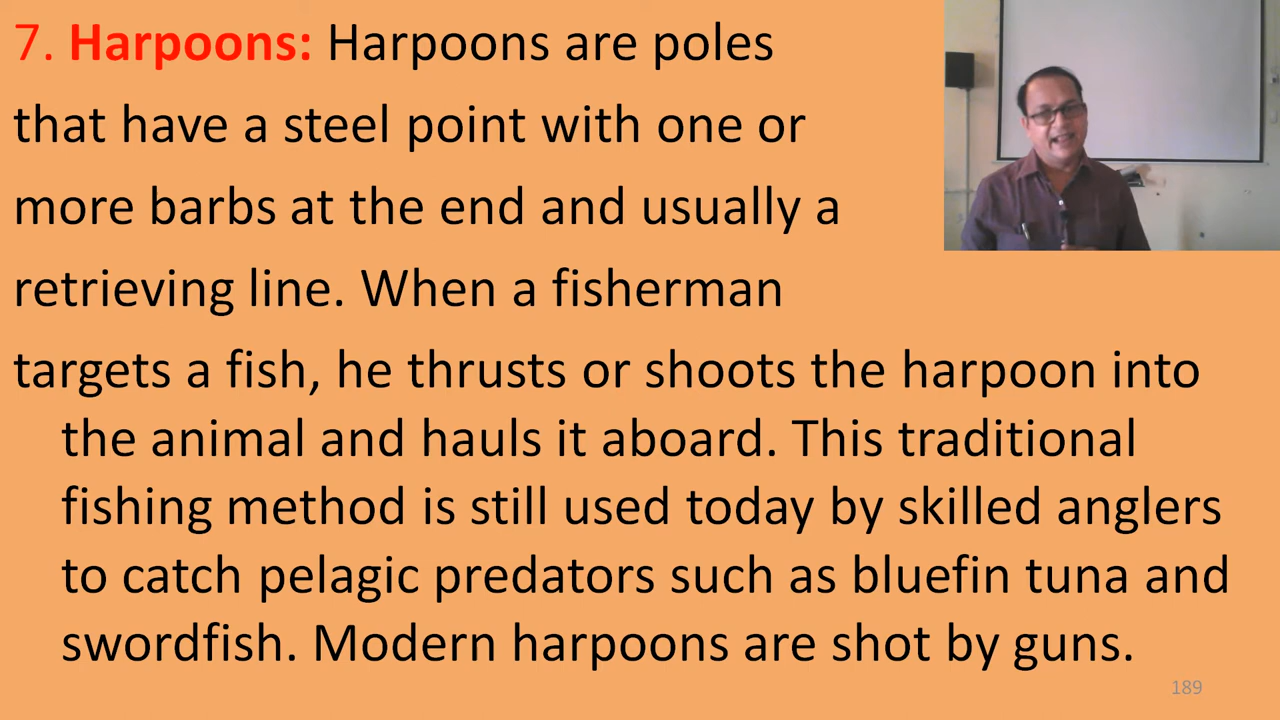 7. Harpoons: Harpoons are poles
that have a steel point with one or
more barbs at the end and usually a
retrieving line. When a fisherman
targets a fish, he thrusts or shoots the harpoon into
the animal and hauls it aboard. This traditional
fishing method is still used today by skilled anglers
to catch pelagic predators such as bluefin tuna and
swordfish. Modern harpoons are shot by guns.
189